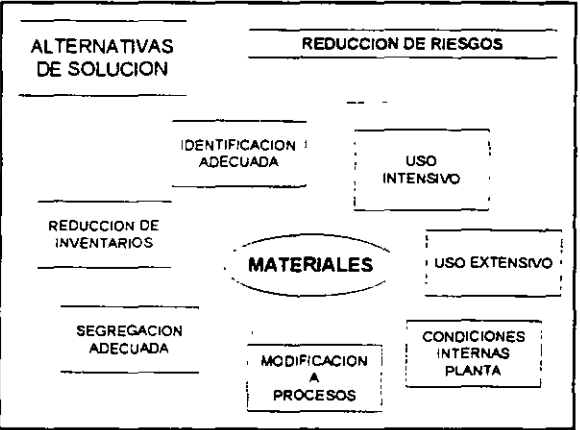 ALTERNATIVAS
DE SOLUCION
REDUCCION DE RIESGOS
IDENTIFICACION
ADECUADA
USO
INTENSIVO
REDUCCION DE
INVENTARIOS
MATERIALES
USO EXTENSIVO
SEGREGACION
ADECUADA
MODIFICACION
A
PROCESOS
CONDICIONES
INTERNAS
PLANTA